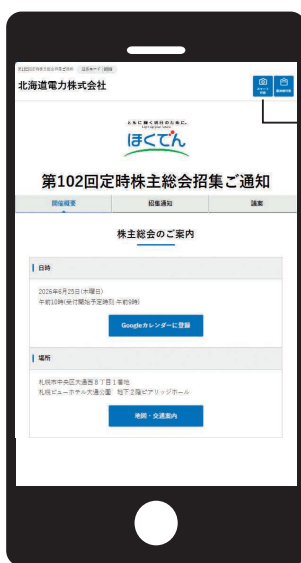 北海道電力株式会社
ともに輝く明日のために。
Light up your future.
ほくでん
第102回定時株主総会招集ご通知
開催概要 招集通知 議案
株主総会のご案内
日時
2026年6月25日(木曜日)
午前10時(受付開始予定時刻 午前9時)
Googleカレンダーに登録
場所
札幌市中央区大通西8丁目1番地
札幌ビューホテル大通公園 地下2階ピアリッジホール
地図・交通案内